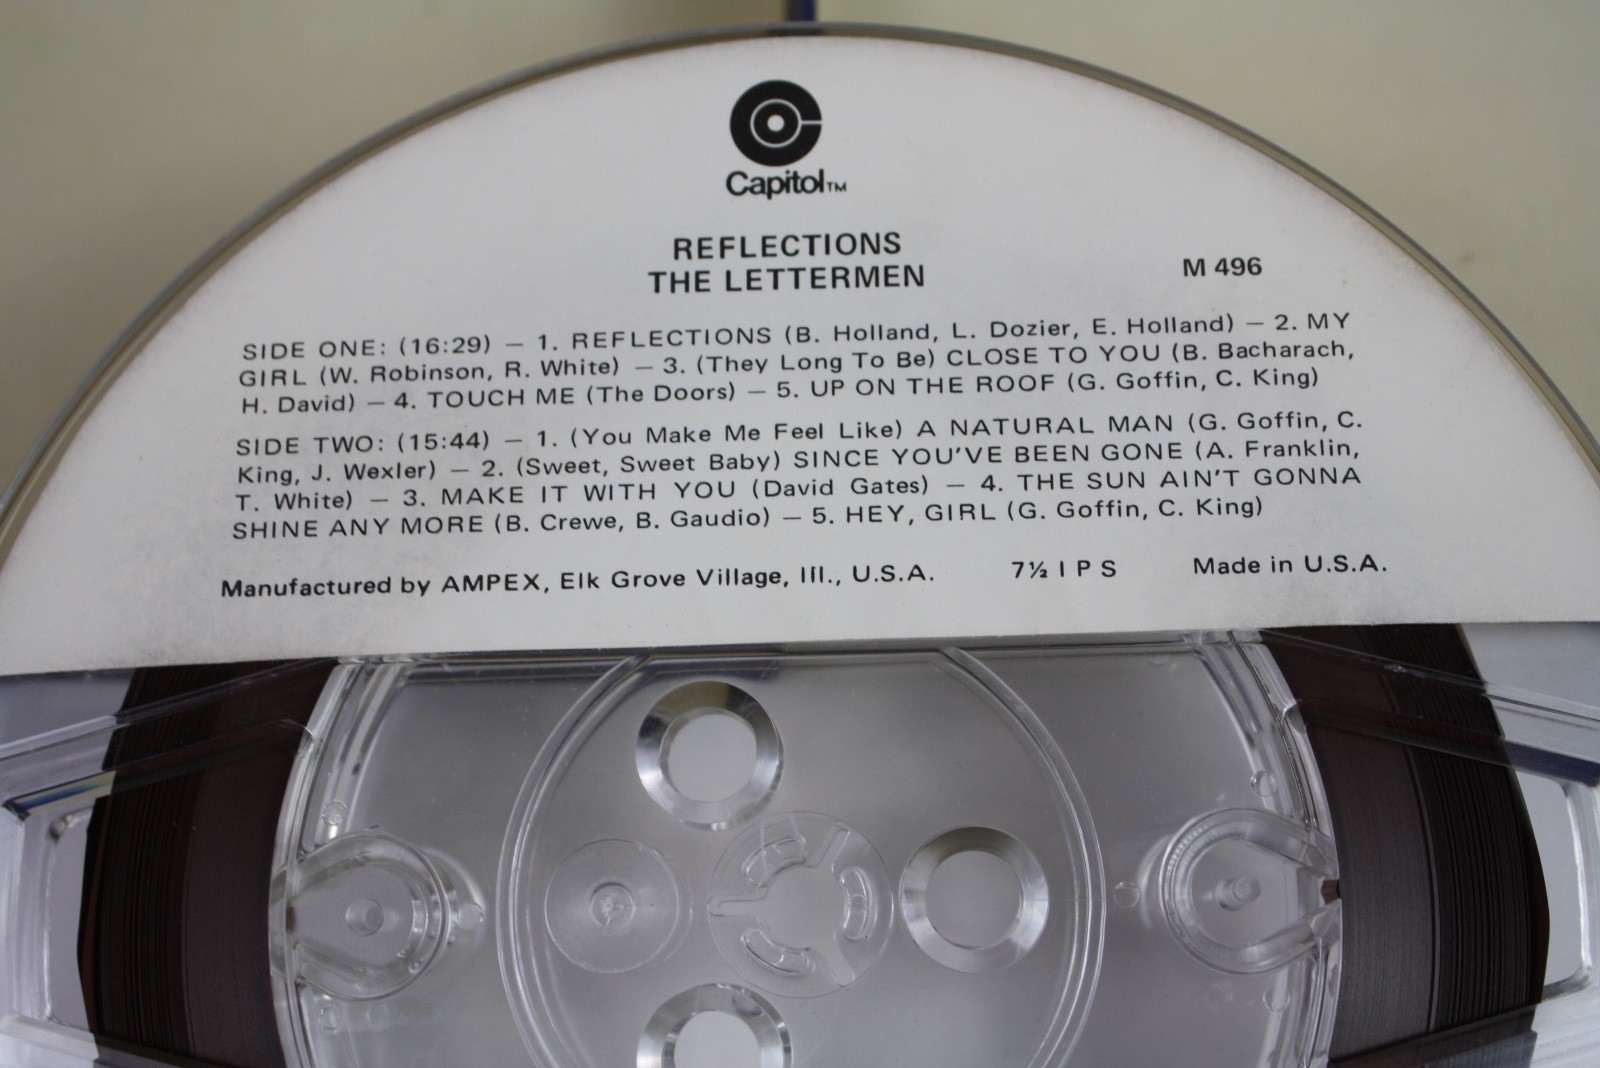 Capitol™
REFLECTIONS
THE LETTERMEN
M 496
SIDE ONE: (16:29) — 1. REFLECTIONS (B. Holland, L. Dozier, E. Holland) — 2. MY
GIRL (W. Robinson, R. White) — 3. (They Long To Be) CLOSE TO YOU (B. Bacharach,
H. David) — 4. TOUCH ME (The Doors) — 5. UP ON THE ROOF (G. Goffin, C. King)
SIDE TWO: (15:44) — 1. (You Make Me Feel Like) A NATURAL MAN (G. Goffin, C.
King, J. Wexler) — 2. (Sweet, Sweet Baby) SINCE YOU'VE BEEN GONE (A. Franklin,
T. White) — 3. MAKE IT WITH YOU (David Gates) — 4. THE SUN AIN'T GONNA
SHINE ANY MORE (B. Crewe, B. Gaudio) — 5. HEY, GIRL (G. Goffin, C. King)
Manufactured by AMPEX, Elk Grove Village, Ill., U.S.A. 7½ I P S Made in U.S.A.